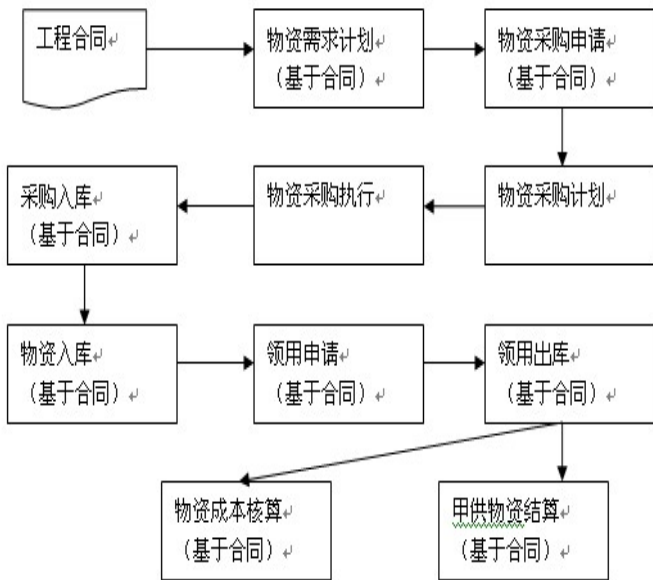 工程合同
物资需求计划
（基于合同）
物资采购申请
（基于合同）
物资采购计划
物资采购执行
采购入库
（基于合同）
物资入库
（基于合同）
领用申请
（基于合同）
领用出库
（基于合同）
物资成本核算
（基于合同）
甲供物资结算
（基于合同）